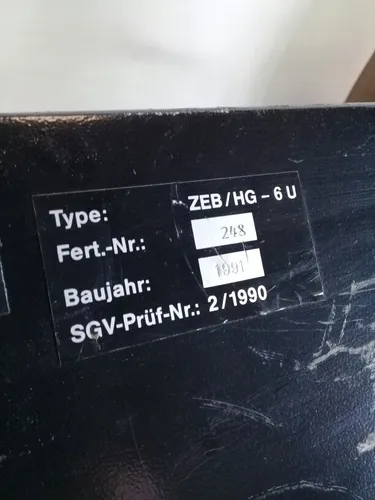 Type: ZEB/HG-6 U
Fert.-Nr.: 248
Baujahr: 1991
SGV-Prüf-Nr.: 2/1990